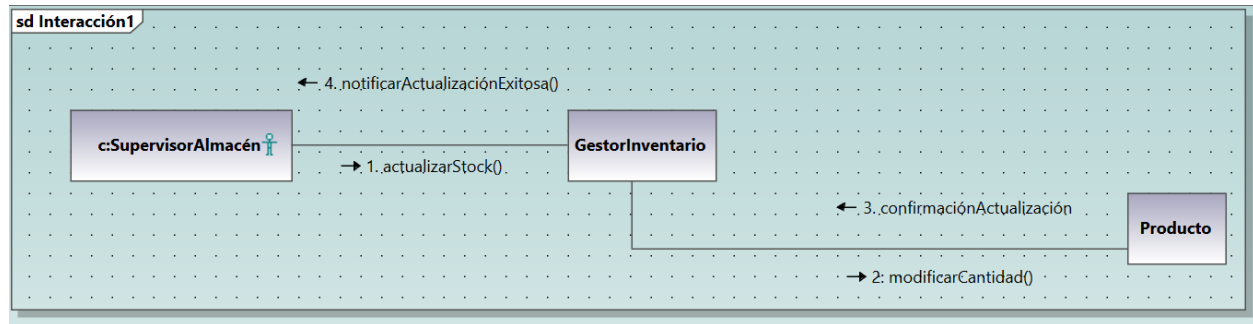 sd Interacción1
4. notificarActualizaciónExitosa()
c:SupervisorAlmacén
GestorInventario
1. actualizarStock()
3. confirmaciónActualización
Producto
2: modificarCantidad()